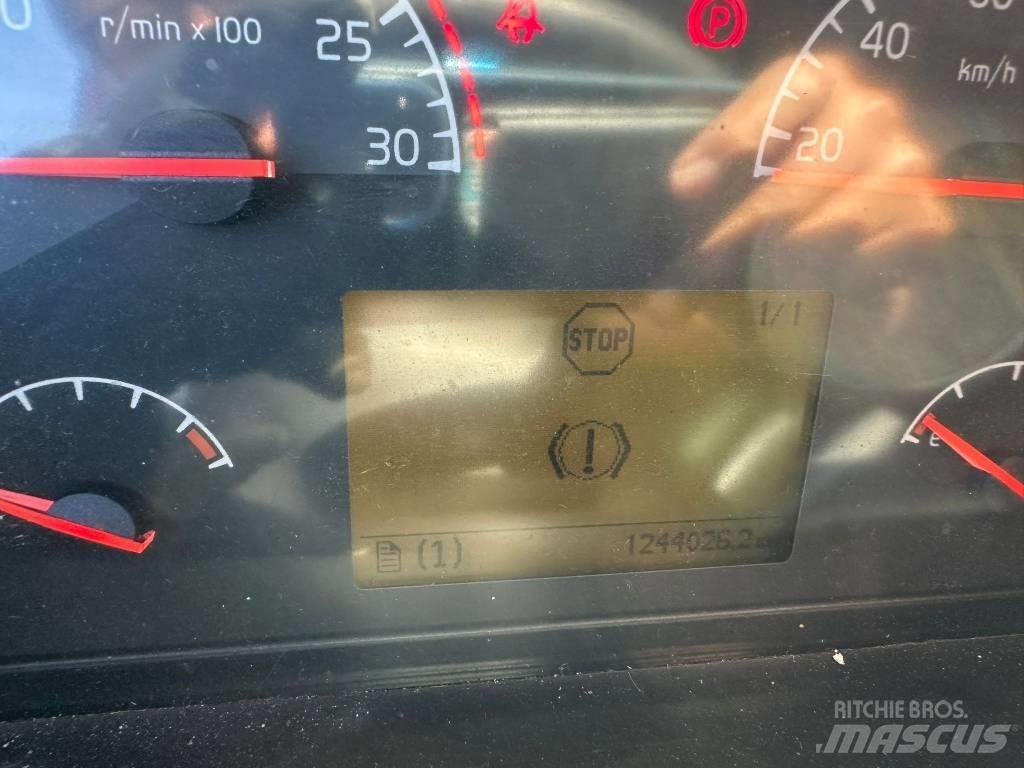 r/min x 100
25
30
P
40
km/h
20
STOP
1/1
!
(1)
1244026.2
E
RITCHIE BROS.
MASCUS